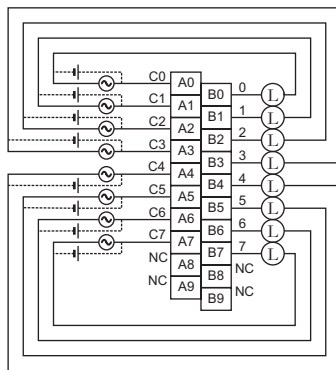 C0 A0
B0 0 L
C1 A1
B1 1 L
C2 A2
B2 2 L
C3 A3
B3 3 L
C4 A4
B4 4 L
C5 A5
B5 5 L
C6 A6
B6 6 L
C7 A7
B7 7 L
NC A8
B8 NC
NC A9
B9 NC